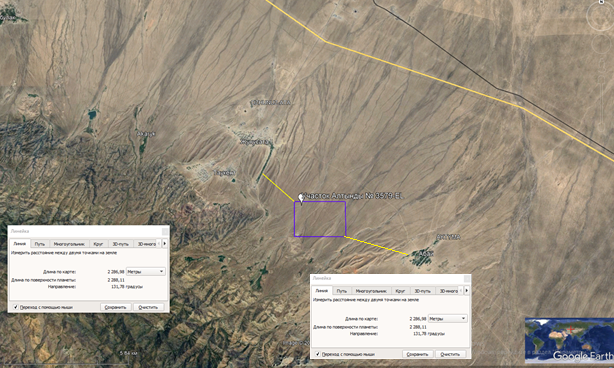 Акацук
Участок Алтынды № 3579-EL
Линейка
Линия Путь Многоугольник Круг 3D-путь 3D-много
Измерить расстояние между двумя точками на земле
Длина по карте: 2 286,98 Метры
Длина по поверхности планеты: 2 288,11
Направление: 131,78 градусы
Переход с помощью мыши Сохранить Очистить
Линейка
Линия Путь Многоугольник Круг 3D-путь 3D-много
Измерить расстояние между двумя точками на земле
Длина по карте: 2 286,98 Метры
Длина по поверхности планеты: 2 288,11
Направление: 131,78 градусы
Переход с помощью мыши Сохранить Очистить
Google Earth